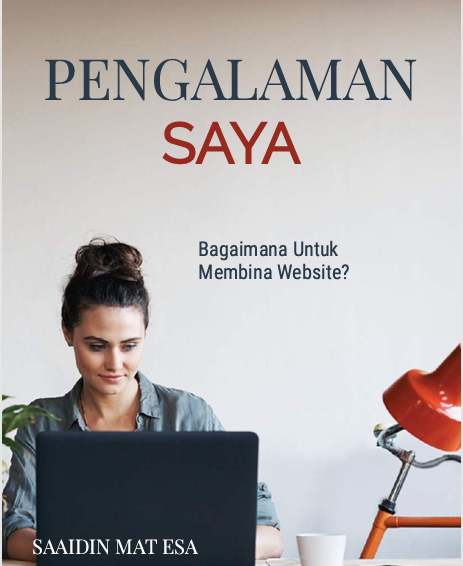 PENGALAMAN
SAYA
Bagaimana Untuk
Membina Website?
SAAIDIN MAT ESA